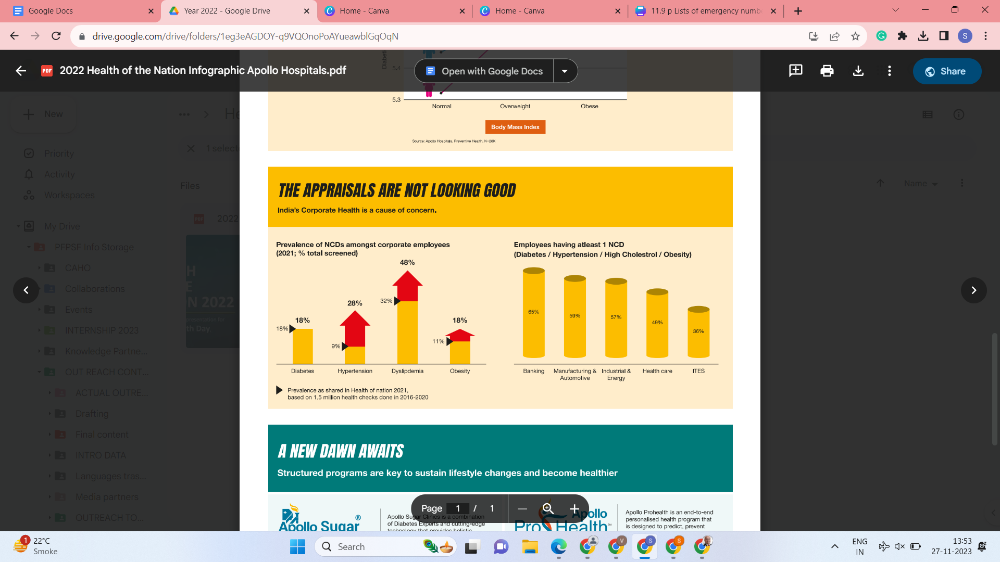 Google Docs
Year 2022 - Google Drive
Home - Canva
Home - Canva
11.9 p Lists of emergency numb
drive.google.com/drive/folders/1eg3eAGDOY-q9VQOnoPoAYueawblGqOqN
S
PDF
2022 Health of the Nation Infographic Apollo Hospitals.pdf
Open with Google Docs
Share
New
1 select
Priority
Activity
Workspaces
Files
Name
2022
My Drive
PFPSF Info Storage
CAHO
Collaborations
Events
INTERNSHIP 2023
Knowledge Partne...
OUT REACH CONT...
ACTUAL OUTRE...
Drafting
Final content
INTRO DATA
Languages tras...
Media partners
OUTREACH TO...
N 2022
th Day.
5.4
5.3
Normal
Overweight
Obese
Body Mass Index
Source: Apollo Hospitals, Preventive Health, N=28K
THE APPRAISALS ARE NOT LOOKING GOOD
India's Corporate Health is a cause of concern.
Prevalence of NCDs amongst corporate employees
(2021; % total screened)
48%
32%
28%
9%
18%
18%
18%
11%
Diabetes
Hypertension
Dyslipdemia
Obesity
Prevalence as shared in Health of nation 2021,
based on 1.5 million health checks done in 2016-2020
Employees having atleast 1 NCD
(Diabetes / Hypertension / High Cholestrol / Obesity)
65%
59%
57%
49%
36%
Banking
Manufacturing &
Automotive
Industrial &
Energy
Health care
ITES
A NEW DAWN AWAITS
Structured programs are key to sustain lifestyle changes and become healthier
Apollo Sugar®
Apollo Sugar Clinics is a combination
of Diabetes Experts and cutting-edge
technology that provides holistic
Page 1 / 1
Apollo
ProHealth
Apollo Prohealth is an end-to-end
personalised health program that
is designed to predict, prevent
1
22°C
Smoke
Search
V
S
S
ENG
IN
13:53
27-11-2023